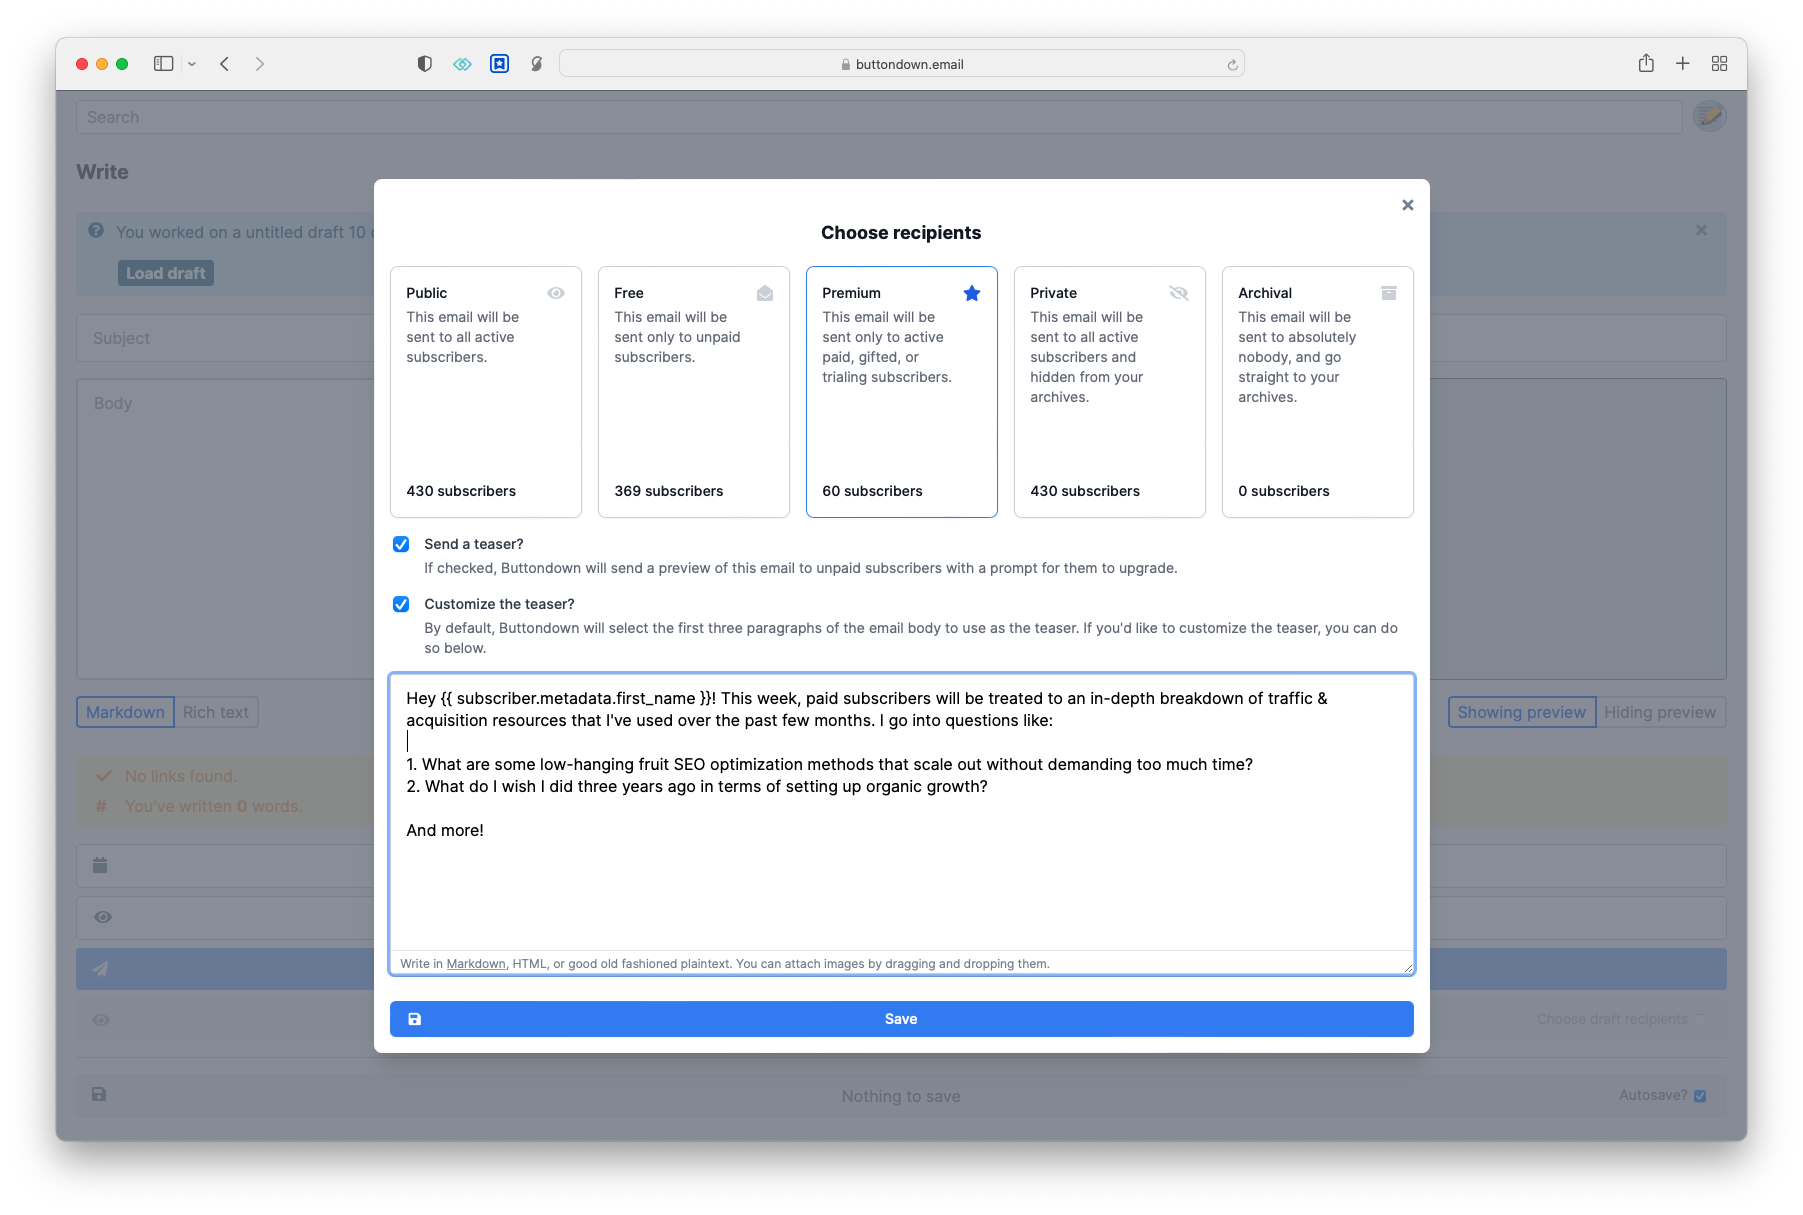 buttondown.email
Search
Write
You worked on a untitled draft 10
Load draft
Subject
Body
Choose recipients
Public
This email will be
sent to all active
subscribers.
430 subscribers
Free
This email will be
sent only to unpaid
subscribers.
369 subscribers
Premium
This email will be
sent only to active
paid, gifted, or
trialing subscribers.
60 subscribers
Private
This email will be
sent to all active
subscribers and
hidden from your
archives.
430 subscribers
Archival
This email will be
sent to absolutely
nobody, and go
straight to your
archives.
0 subscribers
Send a teaser?
If checked, Buttondown will send a preview of this email to unpaid subscribers with a prompt for them to upgrade.
Customize the teaser?
By default, Buttondown will select the first three paragraphs of the email body to use as the teaser. If you'd like to customize the teaser, you can do
so below.
Hey {{ subscriber.metadata.first_name }}! This week, paid subscribers will be treated to an in-depth breakdown of traffic &
acquisition resources that I've used over the past few months. I go into questions like:
1. What are some low-hanging fruit SEO optimization methods that scale out without demanding too much time?
2. What do I wish I did three years ago in terms of setting up organic growth?
And more!
Write in Markdown, HTML, or good old fashioned plaintext. You can attach images by dragging and dropping them.
Save
Markdown
Rich text
Showing preview
Hiding preview
No links found.
# You've written 0 words.
Choose draft recipients
Nothing to save
Autosave?